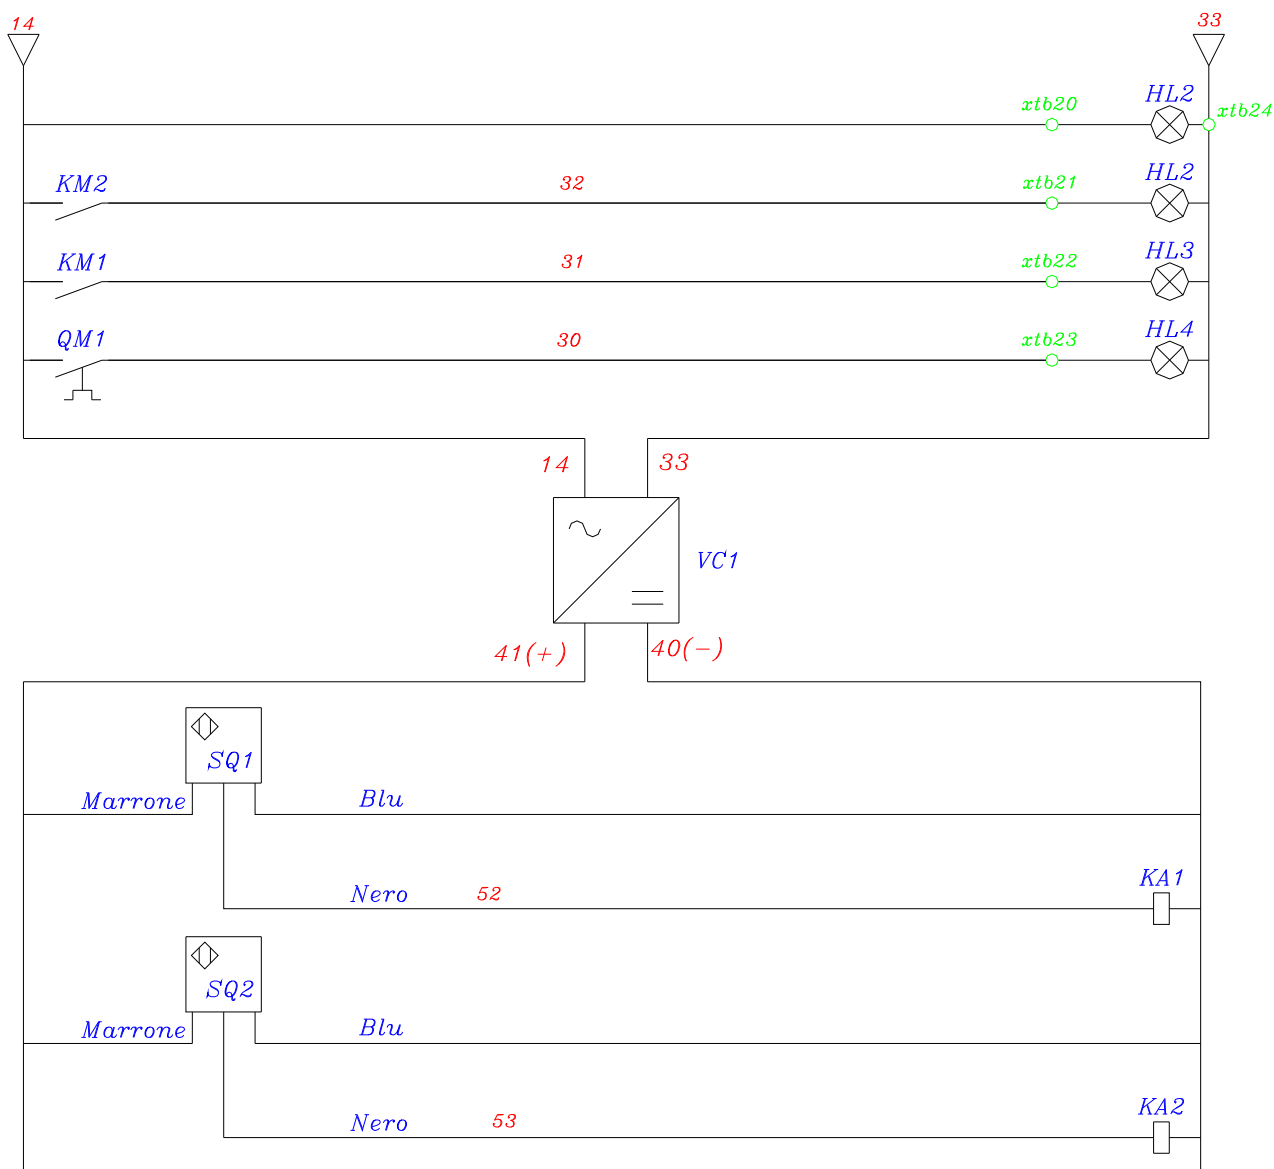 14
33
xtb20
HL2
xtb24
KM2
32
xtb21
HL2
KM1
31
xtb22
HL3
QM1
30
xtb23
HL4
14
33
VC1
41(+)
40(-)
SQ1
Marrone
Blu
Nero
52
KA1
SQ2
Marrone
Blu
Nero
53
KA2